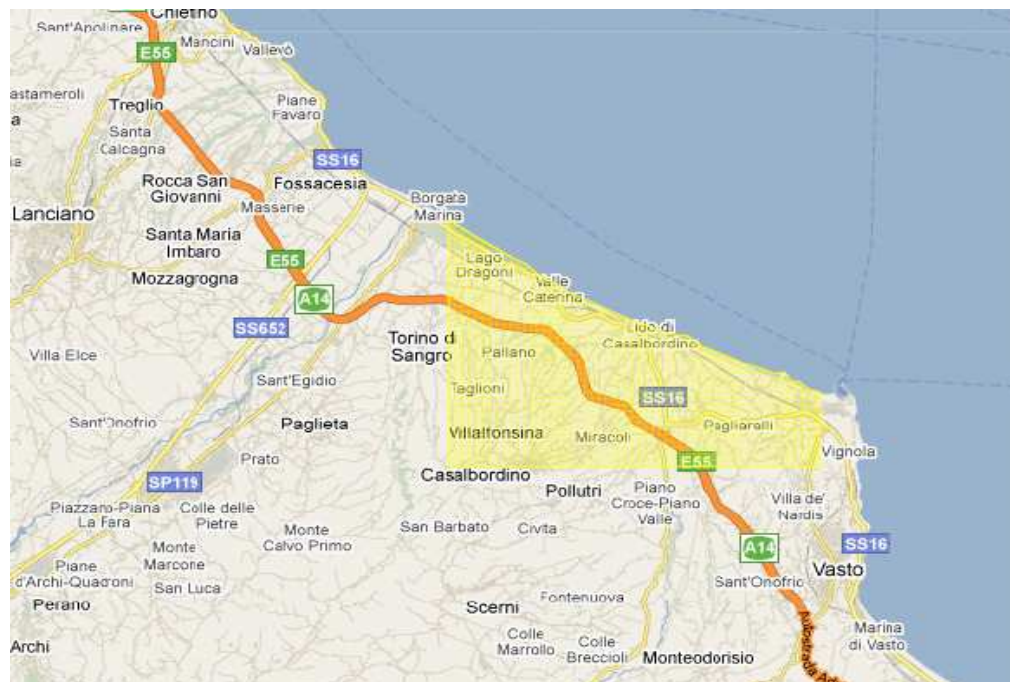 Chietino
Sant'Apolinare
Mancini
Vallevò
E55
astameroli
Treglio
Piane
Favaro
a
Santa
Calcagna
SS16
Rocca San
Giovanni
Fossacesia
Masserie
Borgata
Marina
Lanciano
Santa Maria
Imbaro
E55
Lago
Dragoni
Mozzagrogna
Valle
Caterina
A14
SS652
Lido di
Casalbordino
Torino di
Sangro
Pallano
Villa Elce
Sant'Egidio
Taglioni
SS16
Sant'Onofrio
Paglieta
Villalfonsina
Miracoli
Pagliarelli
Vignola
Prato
E55
Casalbordino
SP119
Pollutri
Piano
Croce-Piano
Valle
Villa de'
Nardis
Piazzano-Piana
La Fara
Colle delle
Pietre
Monte
Calvo Primo
San Barbato
Civita
A14
SS16
Monte
Marcone
Piane
d'Archi-Quadroni
San Luca
Vasto
Sant'Onofrio
Perano
Scerni
Fontenuova
Colle
Marrollo
Colle
Breccioli
Marina
di Vasto
Archi
Monteodorisio
Autostrada Ad